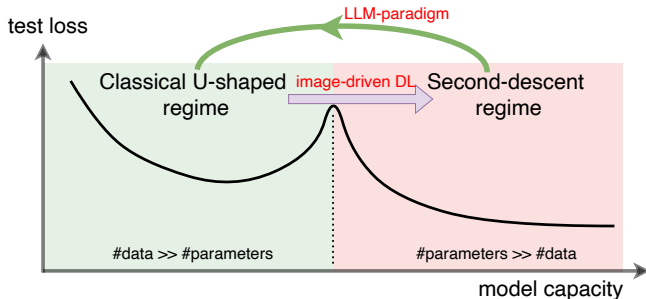 LLM-paradigm
test loss
Classical U-shaped
regime
image-driven DL
Second-descent
regime
#data >> #parameters
#parameters >> #data
model capacity